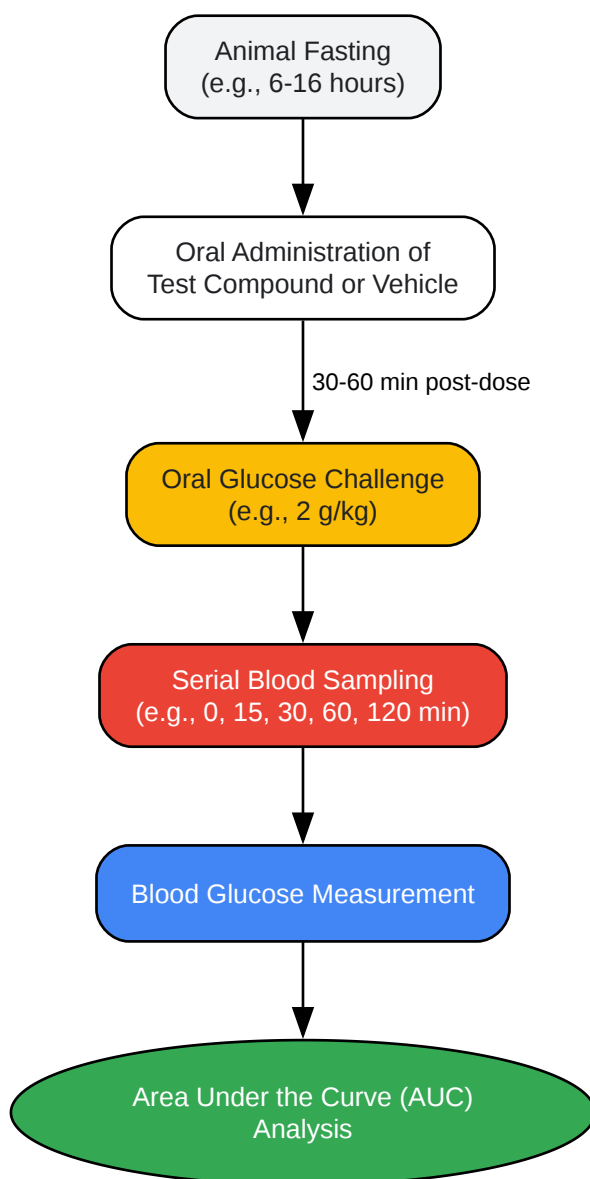 Animal Fasting
(e.g., 6-16 hours)
Oral Administration of
Test Compound or Vehicle
30-60 min post-dose
Oral Glucose Challenge
(e.g., 2 g/kg)
Serial Blood Sampling
(e.g., 0, 15, 30, 60, 120 min)
Blood Glucose Measurement
Area Under the Curve (AUC)
Analysis